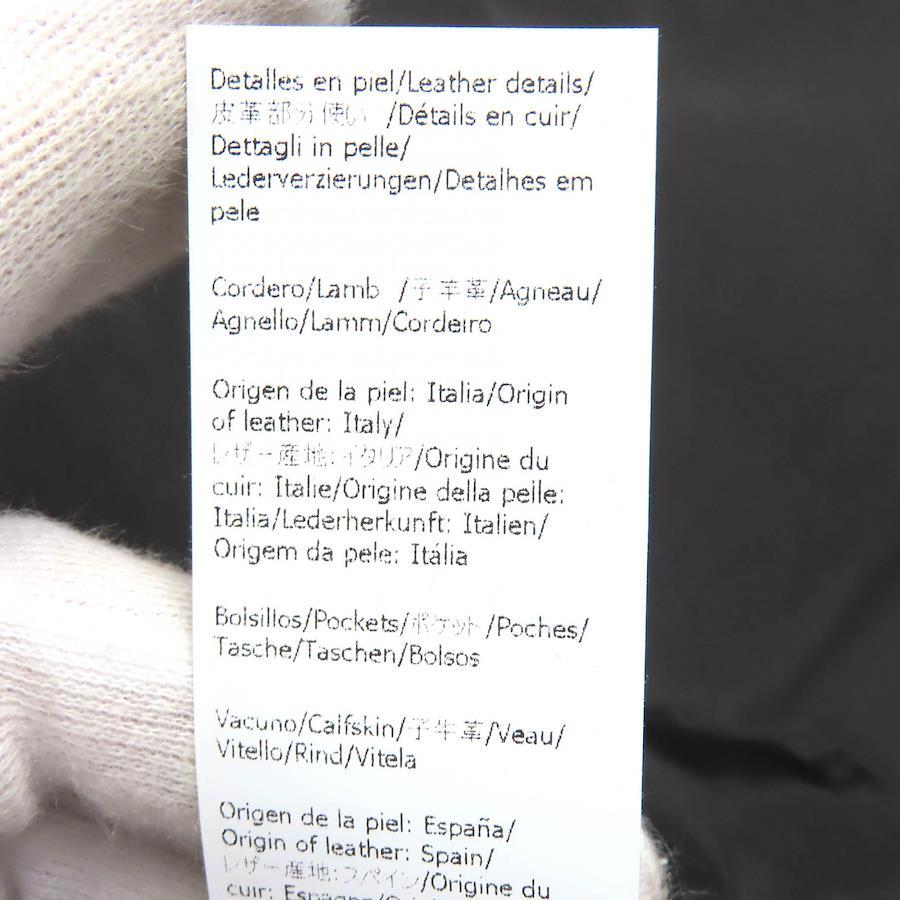 Detalles en piel/Leather details/
皮革部分使い /Détails en cuir/
Dettagli in pelle/
Lederverzierungen/Detalhes em
pele
Cordero/Lamb /子羊革/Agneau/
Agnello/Lamm/Cordeiro
Origen de la piel: Italia/Origin
of leather: Italy/
レザー産地:イタリア/Origine du
cuir: Italie/Origine della pelle:
Italia/Lederherkunft: Italien/
Origem da pele: Itália
Bolsillos/Pockets/ポケット/Poches/
Tasche/Taschen/Bolsos
Vacuno/Calfskin/子牛革/Veau/
Vitello/Rind/Vitela
Origen de la piel: España/
Origin of leather: Spain/
レザー産地:スペイン/Origine du
cuir: Espagne/